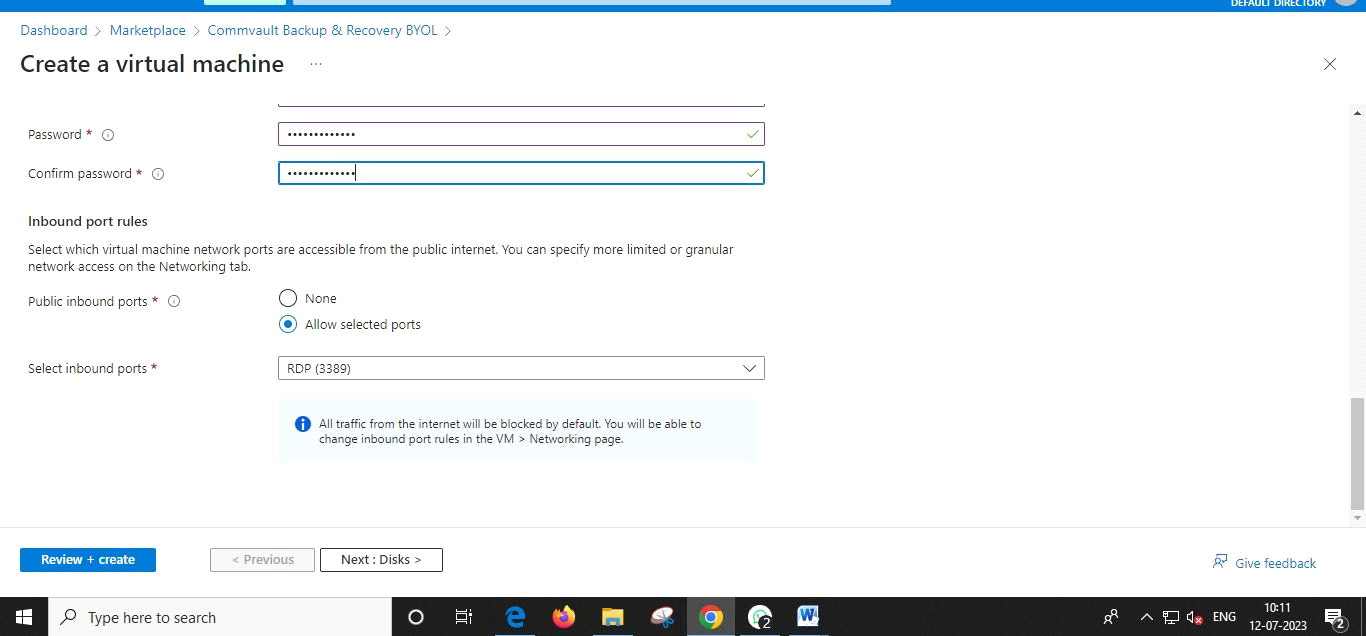 DEFAULT DIRECTORY
Dashboard > Marketplace > Commvault Backup & Recovery BYOL >
Create a virtual machine ...
Password *
•••••••••••••
Confirm password *
•••••••••••••
Inbound port rules
Select which virtual machine network ports are accessible from the public internet. You can specify more limited or granular
network access on the Networking tab.
Public inbound ports *
None
Allow selected ports
Select inbound ports *
RDP (3389)
All traffic from the internet will be blocked by default. You will be able to
change inbound port rules in the VM > Networking page.
Review + create
< Previous
Next : Disks >
Give feedback
Type here to search
2
W
ENG
10:11
12-07-2023
2